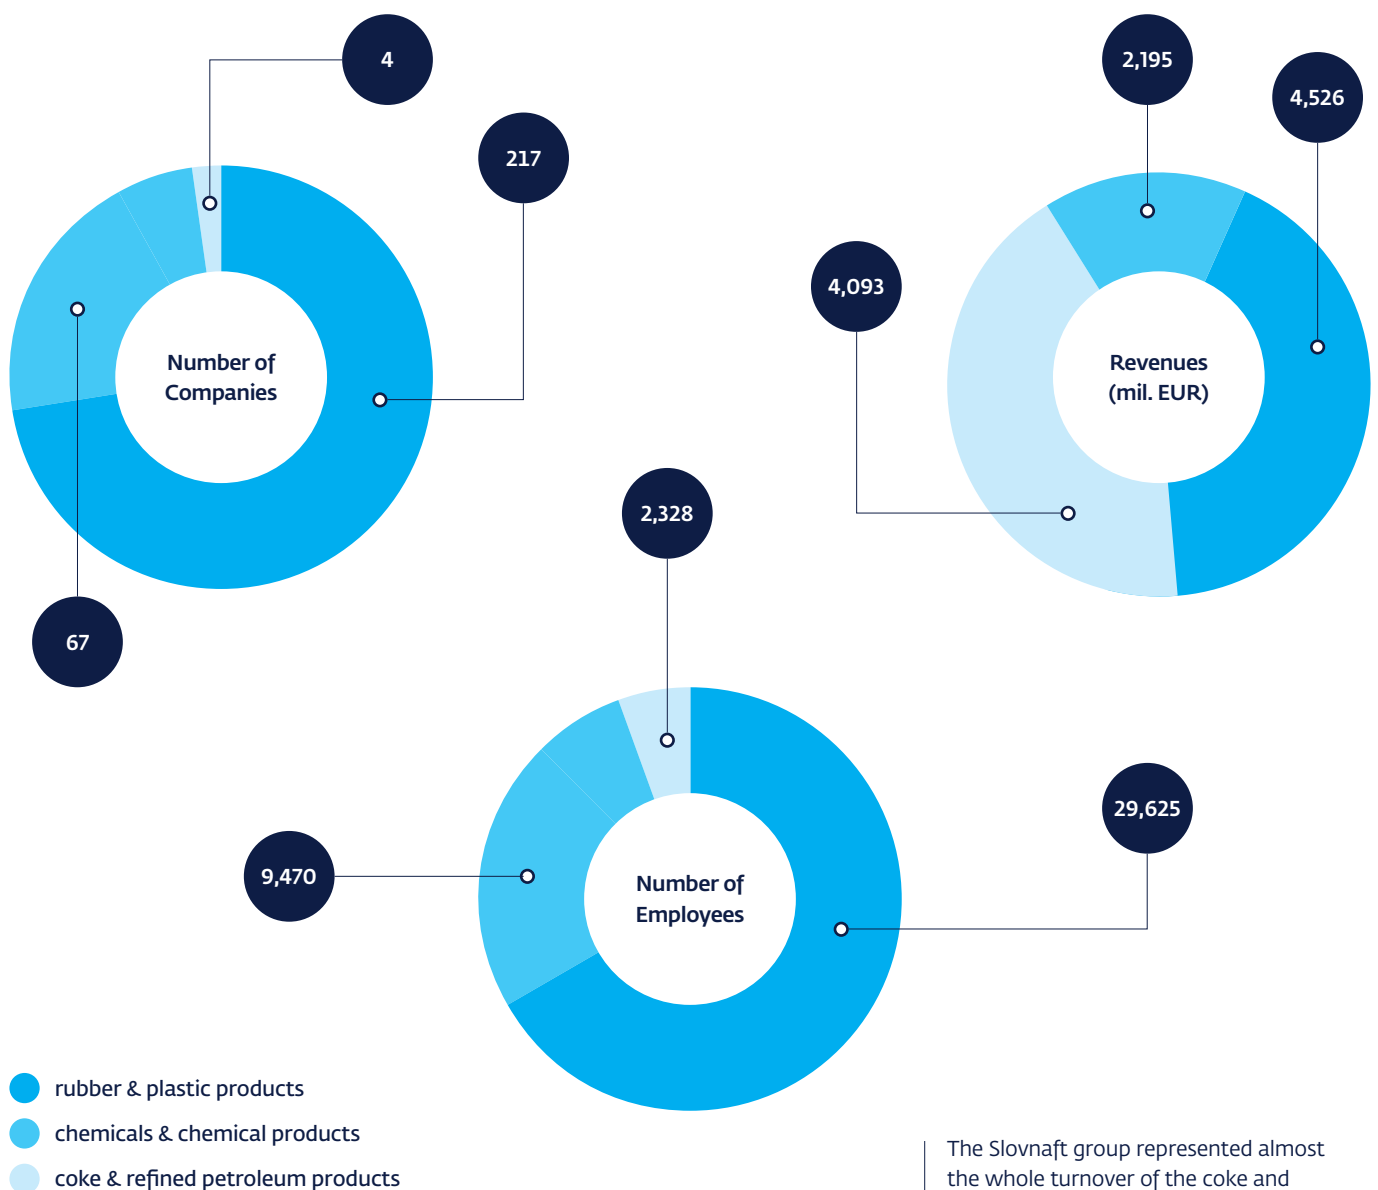 4
217
Number of
Companies
67
2,195
4,526
4,093
Revenues
(mil. EUR)
2,328
9,470
29,625
Number of
Employees
rubber & plastic products
chemicals & chemical products
coke & refined petroleum products
The Slovnaft group represented almost
the whole turnover of the coke and